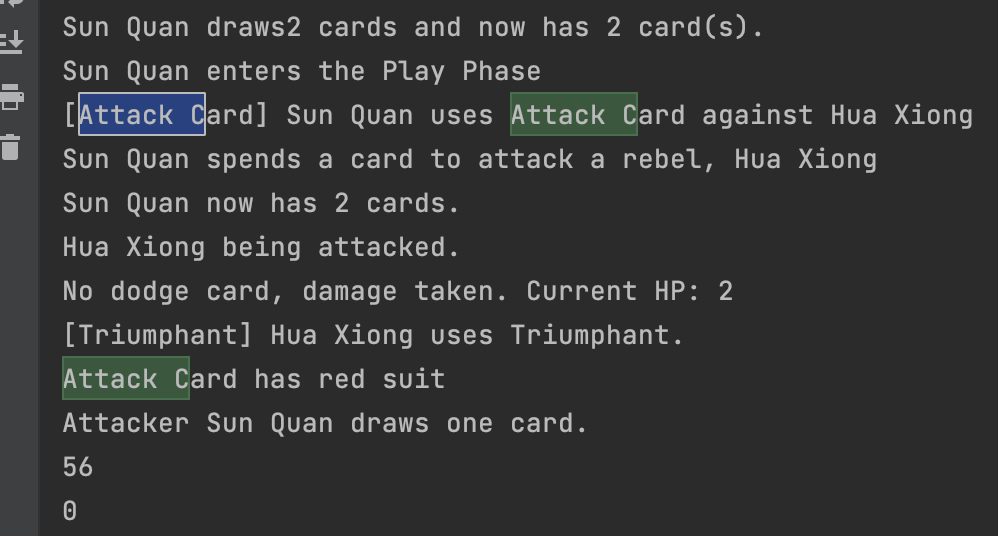 Sun Quan draws2 cards and now has 2 card(s).
Sun Quan enters the Play Phase
[Attack Card] Sun Quan uses Attack Card against Hua Xiong
Sun Quan spends a card to attack a rebel, Hua Xiong
Sun Quan now has 2 cards.
Hua Xiong being attacked.
No dodge card, damage taken. Current HP: 2
[Triumphant] Hua Xiong uses Triumphant.
Attack Card has red suit
Attacker Sun Quan draws one card.
56
0